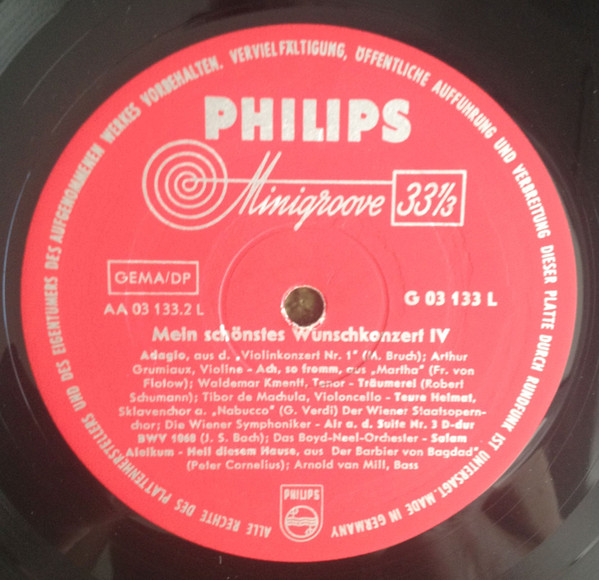 ALLE RECHTE DES PLATTENHERSTELLERS UND DES EIGENTÜMERS DES AUFGENOMMENEN WERKES VORBEHALTEN. VERVIELFÄLTIGUNG, ÖFFENTLICHE AUFFÜHRUNG UND VERBREITUNG DIESER PLATTE DURCH RUNDFUNK IST UNTERSAGT. MADE IN GERMANY
PHILIPS
Minigroove 33⅓
GEMA/DP
AA 03 133.2 L
G 03 133 L
Mein schönstes Wunschkonzert IV
Adagio, aus d. „Violinkonzert Nr. 1" (M. Bruch); Arthur
Grumiaux, Violine – Ach, so fromm, aus „Martha" (Fr. von
Flotow); Waldemar Kmentt, Tenor – Träumerei (Robert
Schumann); Tibor de Machula, Violoncello – Teure Heimat,
Sklavenchor a. „Nabucco" (G. Verdi) Der Wiener Staatsopern-
chor; Die Wiener Symphoniker – Air a. d. Suite Nr. 3 D-dur
BWV 1068 (J. S. Bach); Das Boyd-Neel-Orchester – Salam
Aleikum – Heil diesem Hause, aus „Der Barbier von Bagdad"
(Peter Cornelius); Arnold van Mill, Bass
PHILIPS